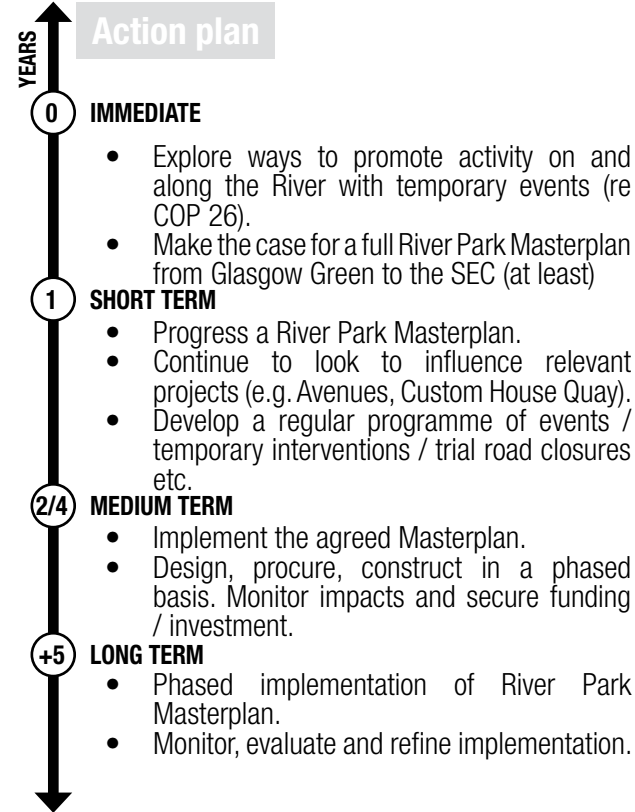 Action plan
YEARS
0 IMMEDIATE
• Explore ways to promote activity on and
along the River with temporary events (re
COP 26).
• Make the case for a full River Park Masterplan
from Glasgow Green to the SEC (at least)
1 SHORT TERM
• Progress a River Park Masterplan.
• Continue to look to influence relevant
projects (e.g. Avenues, Custom House Quay).
• Develop a regular programme of events /
temporary interventions / trial road closures
etc.
2/4 MEDIUM TERM
• Implement the agreed Masterplan.
• Design, procure, construct in a phased
basis. Monitor impacts and secure funding
/ investment.
+5 LONG TERM
• Phased implementation of River Park
Masterplan.
• Monitor, evaluate and refine implementation.